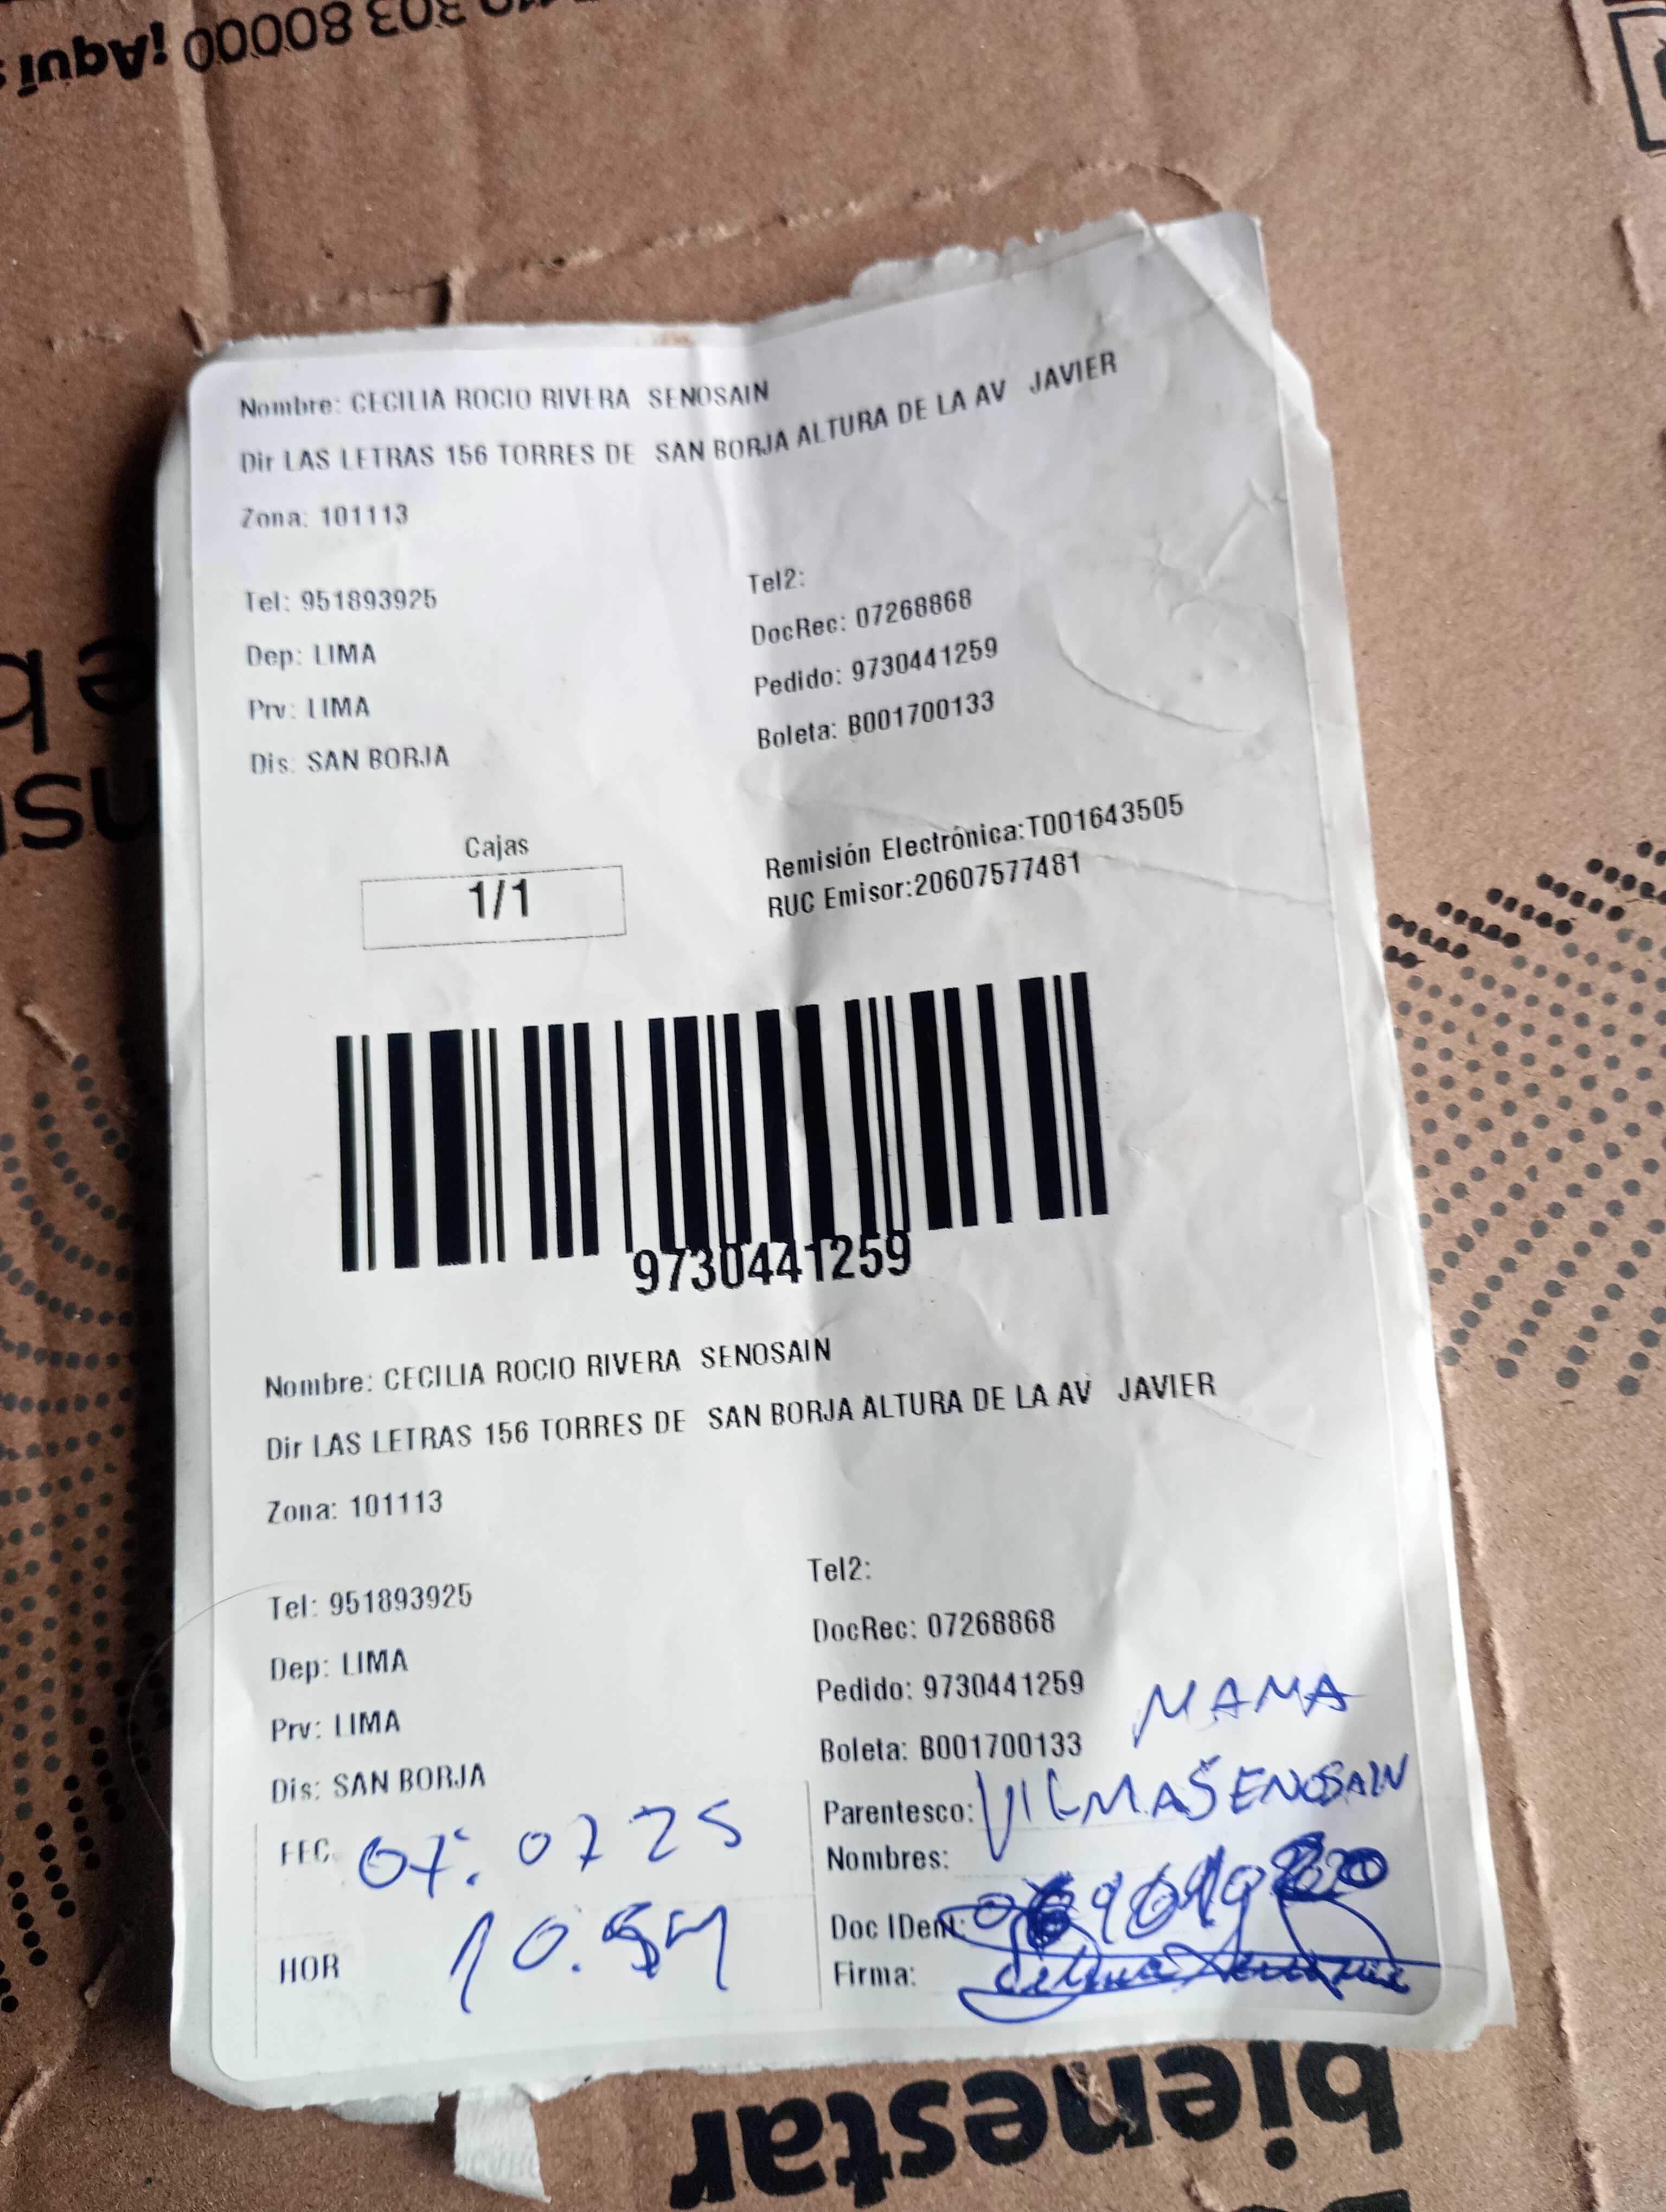 303 80000 ¡Aquí
Nombre: CECILIA ROCIO RIVERA SENOSAIN
Dir LAS LETRAS 156 TORRES DE SAN BORJA ALTURA DE LA AV JAVIER
Zona: 101113
Tel: 951893925
Tel2:
Dep: LIMA
DocRec: 07268868
Prv: LIMA
Pedido: 9730441259
Dis: SAN BORJA
Boleta: B001700133
Cajas
1/1
Remisión Electrónica:T001643505
RUC Emisor:20607577481
9730441259
Nombre: CECILIA ROCIO RIVERA SENOSAIN
Dir LAS LETRAS 156 TORRES DE SAN BORJA ALTURA DE LA AV JAVIER
Zona: 101113
Tel: 951893925
Tel2:
Dep: LIMA
DocRec: 07268868
Prv: LIMA
Pedido: 9730441259
MAMA
Dis: SAN BORJA
Boleta: B001700133
Parentesco: VILMA SENOSAIN
FEC. 07. 07 25
Nombres:
Doc IDent:
HOR 10.54
Firma:
bienestar